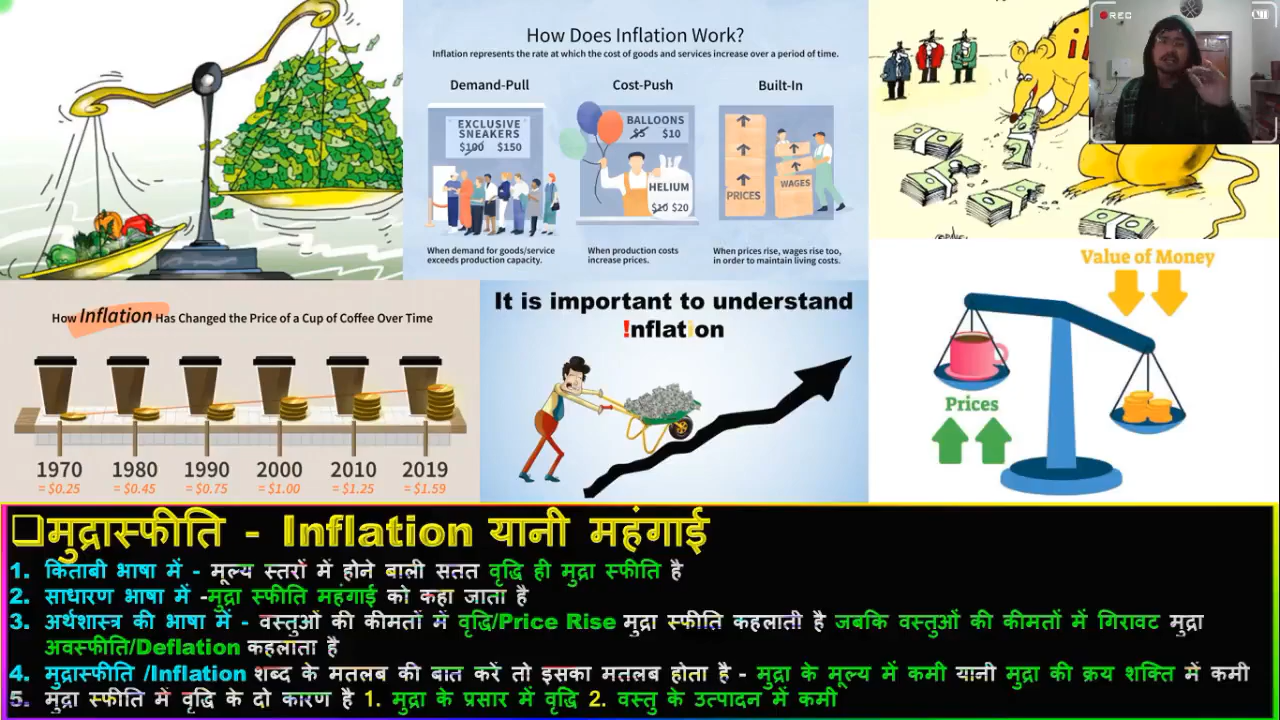 How Does Inflation Work?
Inflation represents the rate at which the cost of goods and services increase over a period of time.
Demand-Pull
Cost-Push
Built-In
EXCLUSIVE
SNEAKERS
$100 $150
BALLOONS
$5 $10
HELIUM
$10 $20
PRICES
WAGES
When demand for goods/service
exceeds production capacity.
When production costs
increase prices.
When prices rise, wages rise too,
in order to maintain living costs.
REC
Value of Money
Prices
How Inflation Has Changed the Price of a Cup of Coffee Over Time
1970 1980 1990 2000 2010 2019
= $0.25 = $0.45 = $0.75 = $1.00 = $1.25 = $1.59
It is important to understand
!nflation
❑मुद्रास्फीति - Inflation यानी महंगाई
1. किताबी भाषा में - मूल्य स्तरों में होने बाली सतत वृद्धि ही मुद्रा स्फीति है
2. साधारण भाषा में -मुद्रा स्फीति महंगाई को कहा जाता है
3. अर्थशास्त्र की भाषा में - वस्तुओं की कीमतों में वृद्धि/Price Rise मुद्रा स्फीति कहलाती है जबकि वस्तुओं की कीमतों में गिरावट मुद्रा
अवस्फीति/Deflation कहलाता है
4. मुद्रास्फीति /Inflation शब्द के मतलब की बात करें तो इसका मतलब होता है - मुद्रा के मूल्य में कमी यानी मुद्रा की क्रय शक्ति में कमी
5. मुद्रा स्फीति में वृद्धि के दो कारण है 1. मुद्रा के प्रसार में वृद्धि 2. वस्तु के उत्पादन में कमी